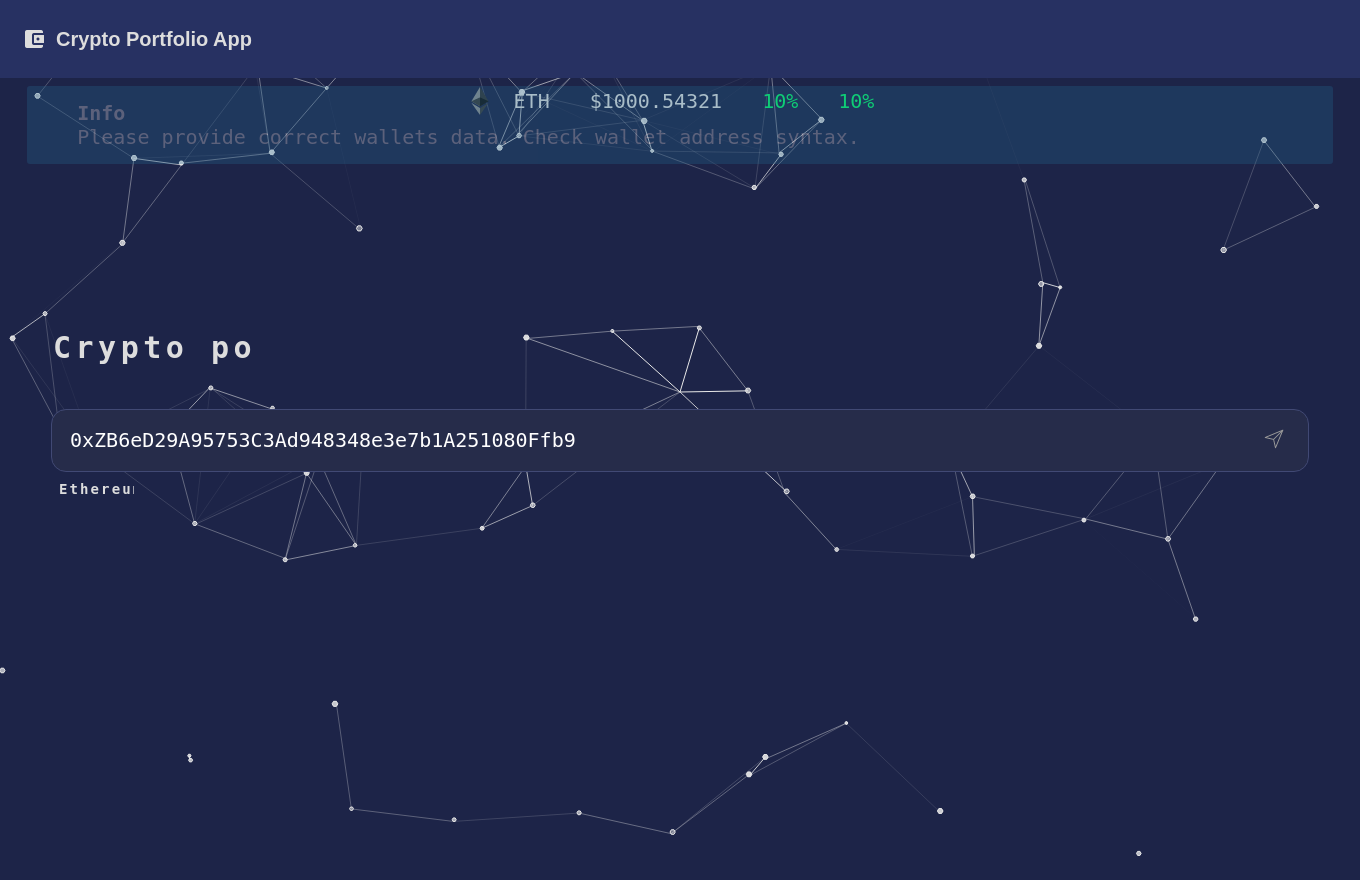 Crypto Portfolio App
ETH $1000.54321 10% 10%
Info
Please provide correct wallets data. Check wallet address syntax.
Crypto po
0xZB6eD29A95753C3Ad948348e3e7b1A251080Ffb9
Ethereu